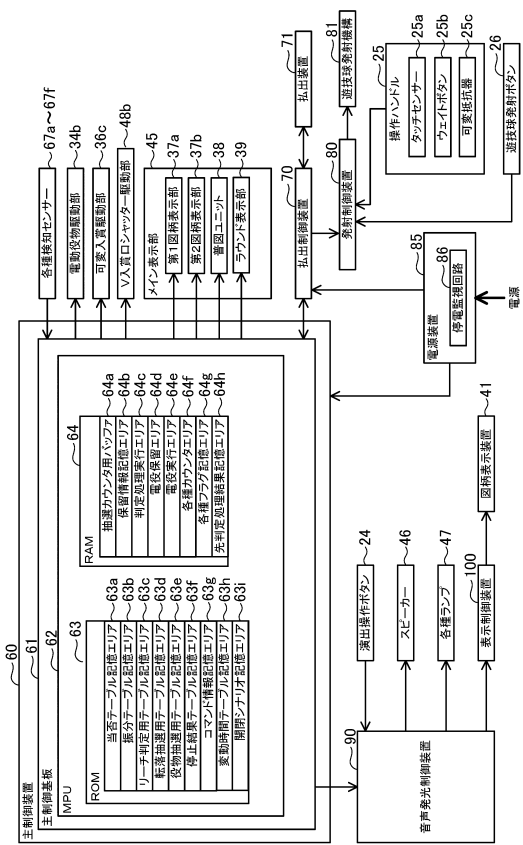 60
主制御装置
61
主制御基板
62
MPU
63
ROM
当否テーブル記憶エリア 63a
振分テーブル記憶エリア 63b
リーチ判定用テーブル記憶エリア 63c
転落抽選用テーブル記憶エリア 63d
役物抽選用テーブル記憶エリア 63e
停止結果テーブル記憶エリア 63f
コマンド情報記憶エリア 63g
変動時間テーブル記憶エリア 63h
開閉シナリオ記憶エリア 63i
64
RAM
抽選カウンタ用バッファ 64a
保留情報記憶エリア 64b
判定処理実行エリア 64c
電役保留エリア 64d
電役実行エリア 64e
各種カウンタエリア 64f
各種フラグ記憶エリア 64g
先判定処理結果記憶エリア 64h
各種検知センサー 67a～67f
電動役物駆動部 34b
可変入賞駆動部 36c
V入賞口シャッター駆動部 48b
メイン表示部 45
第1図柄表示部 37a
第2図柄表示部 37b
普図ユニット 38
ラウンド表示部 39
払出制御装置 70
払出装置 71
発射制御装置 80
遊技球発射機構 81
操作ハンドル 25
タッチセンサー 25a
ウェイトボタン 25b
可変抵抗器 25c
遊技球発射ボタン 26
電源装置 85
停電監視回路 86
電源
音声発光制御装置 90
演出操作ボタン 24
スピーカー 46
各種ランプ 47
表示制御装置 100
図柄表示装置 41